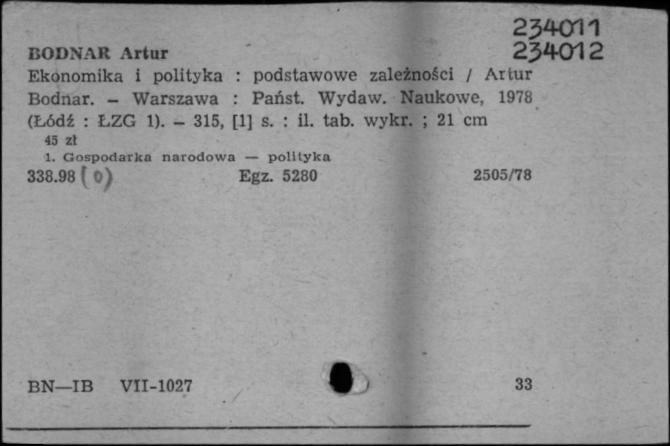 234011
BODNAR Artur 234012
Ekonomika i polityka : podstawowe zależności / Artur
Bodnar. — Warszawa : Państ. Wydaw. Naukowe, 1978
(Łódź : ŁZG 1). — 315, [1] s. : il. tab. wykr. ; 21 cm
45 zł
1. Gospodarka narodowa — polityka
338.98 (0) Egz. 5280 2505/78
BN—IB VII-1027 33